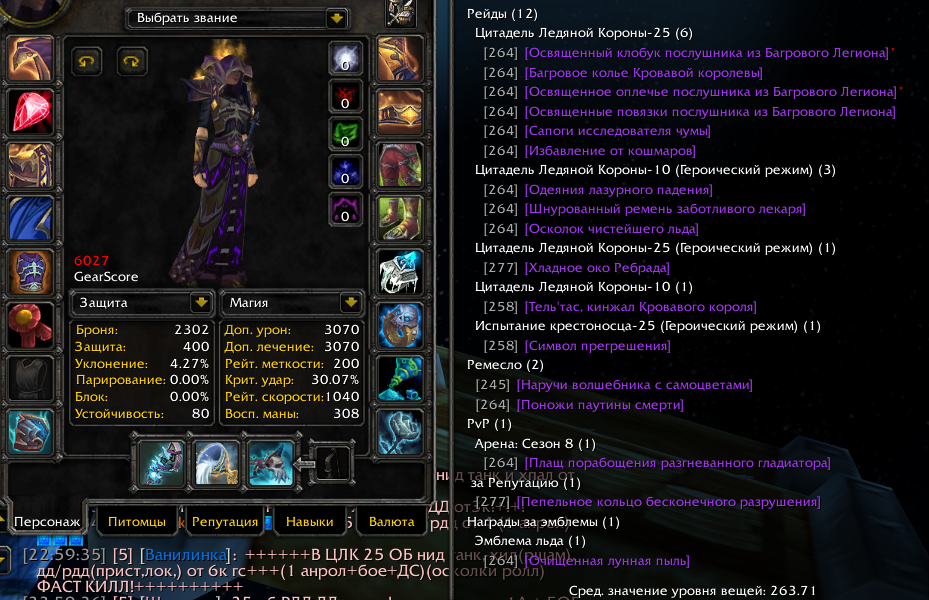 Выбрать звание
0
0
0
0
0
6027
GearScore
Защита
Магия
Броня: 2302
Защита: 400
Уклонение: 4.27%
Парирование: 0.00%
Блок: 0.00%
Устойчивость: 80
Доп. урон: 3070
Доп. лечение: 3070
Рейт. меткости: 200
Крит. удар: 30.07%
Рейт. скорости: 1040
Восп. маны: 308
Персонаж
Питомцы
Репутация
Навыки
Валюта
Рейды (12)
Цитадель Ледяной Короны-25 (6)
[264] [Освященный клобук послушника из Багрового Легиона]*
[264] [Багровое колье Кровавой королевы]
[264] [Освященное оплечье послушника из Багрового Легиона]*
[264] [Освященные повязки послушника из Багрового Легиона]
[264] [Сапоги исследователя чумы]
[264] [Избавление от кошмаров]
Цитадель Ледяной Короны-10 (Героический режим) (3)
[264] [Одеяния лазурного падения]
[264] [Шнурованный ремень заботливого лекаря]
[264] [Осколок чистейшего льда]
Цитадель Ледяной Короны-25 (Героический режим) (1)
[277] [Хладное око Ребрада]
Цитадель Ледяной Короны-10 (1)
[258] [Тель'тас, кинжал Кровавого короля]
Испытание крестоносца-25 (Героический режим) (1)
[258] [Символ прегрешения]
Ремесло (2)
[245] [Наручи волшебника с самоцветами]
[264] [Поножи паутины смерти]
PvP (1)
Арена: Сезон 8 (1)
[264] [Плащ порабощения разгневанного гладиатора]
за Репутацию (1)
[277] [Пепельное кольцо бесконечного разрушения]
Награды за эмблемы (1)
Эмблема льда (1)
[264] [Очищенная лунная пыль]
Сред. значение уровня вещей: 263.71
нид танк и хпал от
[22:59:35] [5] [Ванилинка]: ++++++В ЦЛК 25 ОБ нид танк, хил(ршам)
дд/рдд(прист,лок,) от 6к гс+++(1 анрол+бое+ДС)(осколки ролл)
ФАСТ КИЛЛ!++++++++++